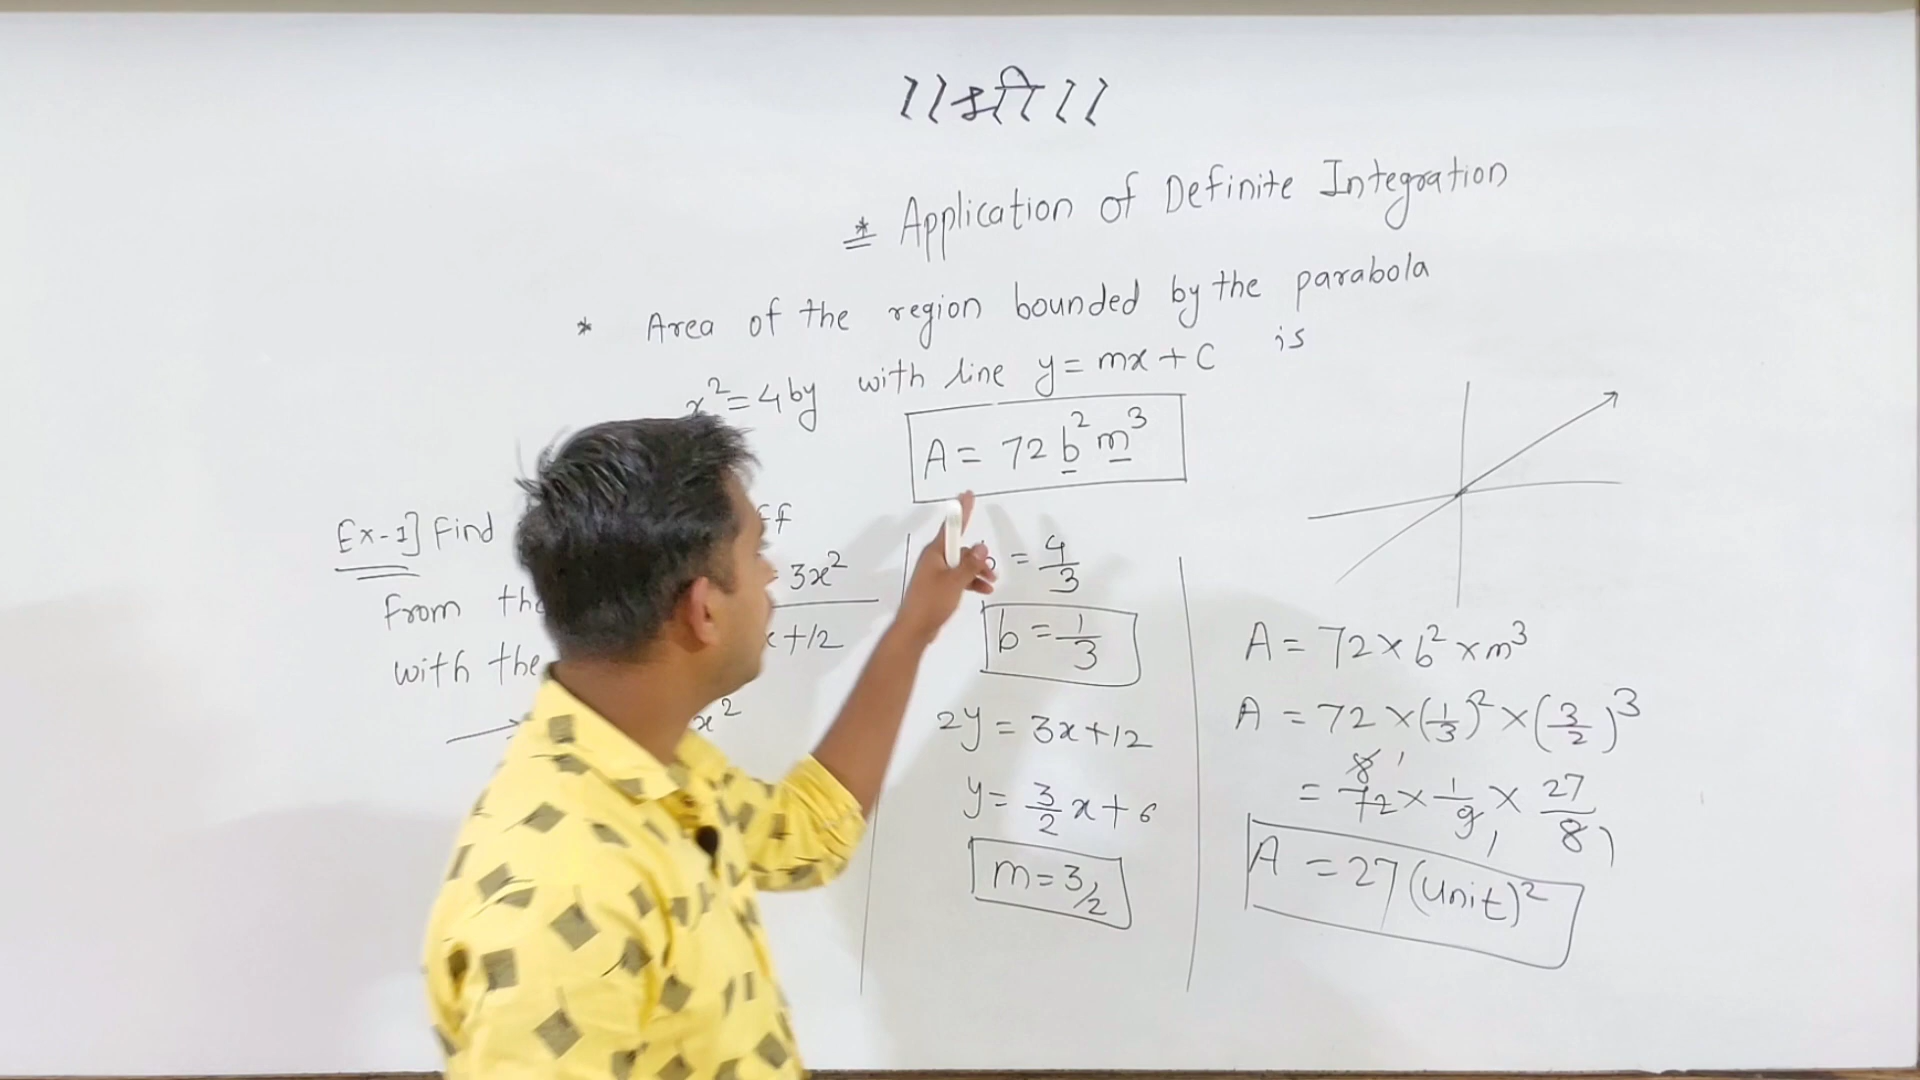 ।।श्री।।
* Application of Definite Integration
* Area of the region bounded by the parabola
x²=4by with line y=mx+C is
A= 72 b² m³
Ex-1] Find
From the
with the
3x²
x+12
x²
= 4/3
b = 1/3
2y = 3x+12
y = 3/2 x + 6
m = 3/2
A = 72 × b² × m³
A = 72 × (1/3)² × (3/2)³
= 72 × 1/9 × 27/8
A = 27 (unit)²